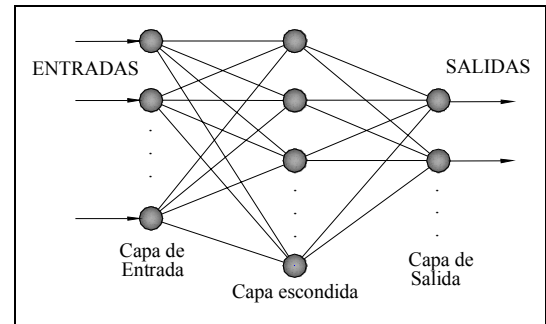 ENTRADAS
SALIDAS
Capa de
Entrada
Capa escondida
Capa de
Salida